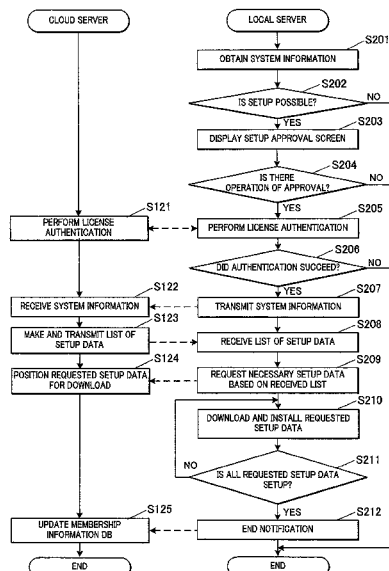 CLOUD SERVER
LOCAL SERVER
S201
OBTAIN SYSTEM INFORMATION
S202
IS SETUP POSSIBLE?
NO
YES
S203
DISPLAY SETUP APPROVAL SCREEN
S204
IS THERE
OPERATION OF APPROVAL?
NO
YES
S121
S205
PERFORM LICENSE
AUTHENTICATION
PERFORM LICENSE AUTHENTICATION
S206
DID AUTHENTICATION SUCCEED?
NO
YES
S122
S207
RECEIVE SYSTEM INFORMATION
TRANSMIT SYSTEM INFORMATION
S123
S208
MAKE AND TRANSMIT LIST OF
SETUP DATA
RECEIVE LIST OF SETUP DATA
S124
S209
POSITION REQUESTED SETUP DATA
FOR DOWNLOAD
REQUEST NECESSARY SETUP DATA
BASED ON RECEIVED LIST
S210
DOWNLOAD AND INSTALL REQUESTED
SETUP DATA
S211
NO
IS ALL REQUESTED SETUP DATA
SETUP?
YES
S125
S212
UPDATE MEMBERSHIP
INFORMATION DB
END NOTIFICATION
END
END